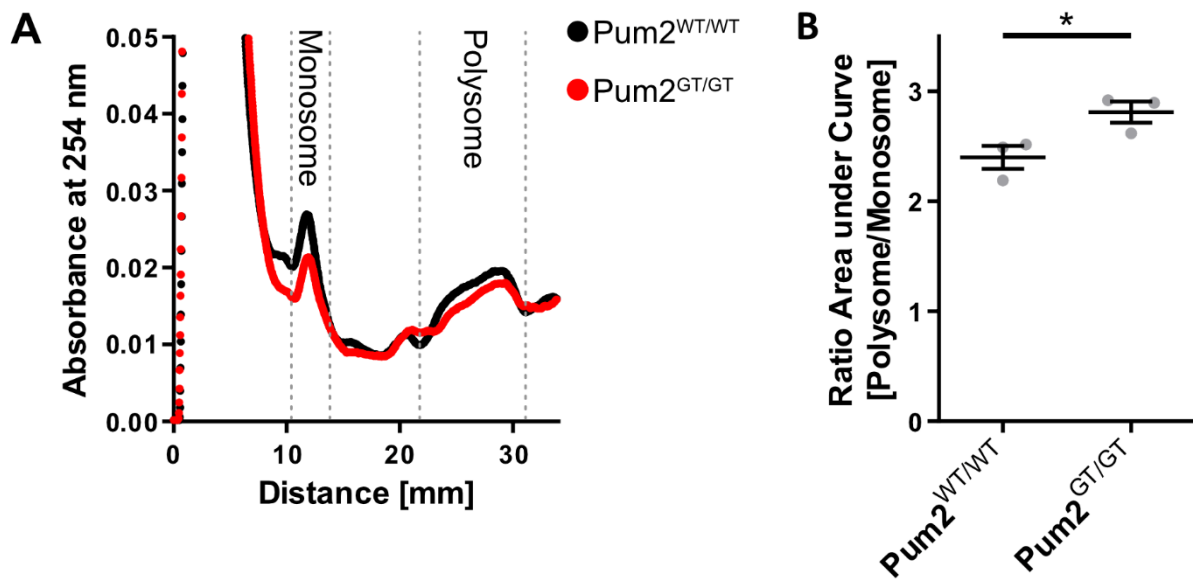 A
Absorbance at 254 nm
0.05
0.04
0.03
0.02
0.01
0.00
0
10
20
30
Distance [mm]
Monosome
Polysome
Pum2WT/WT
Pum2GT/GT
B
*
Ratio Area under Curve
[Polysome/Monosome]
3
2
0
Pum2WT/WT
Pum2GT/GT